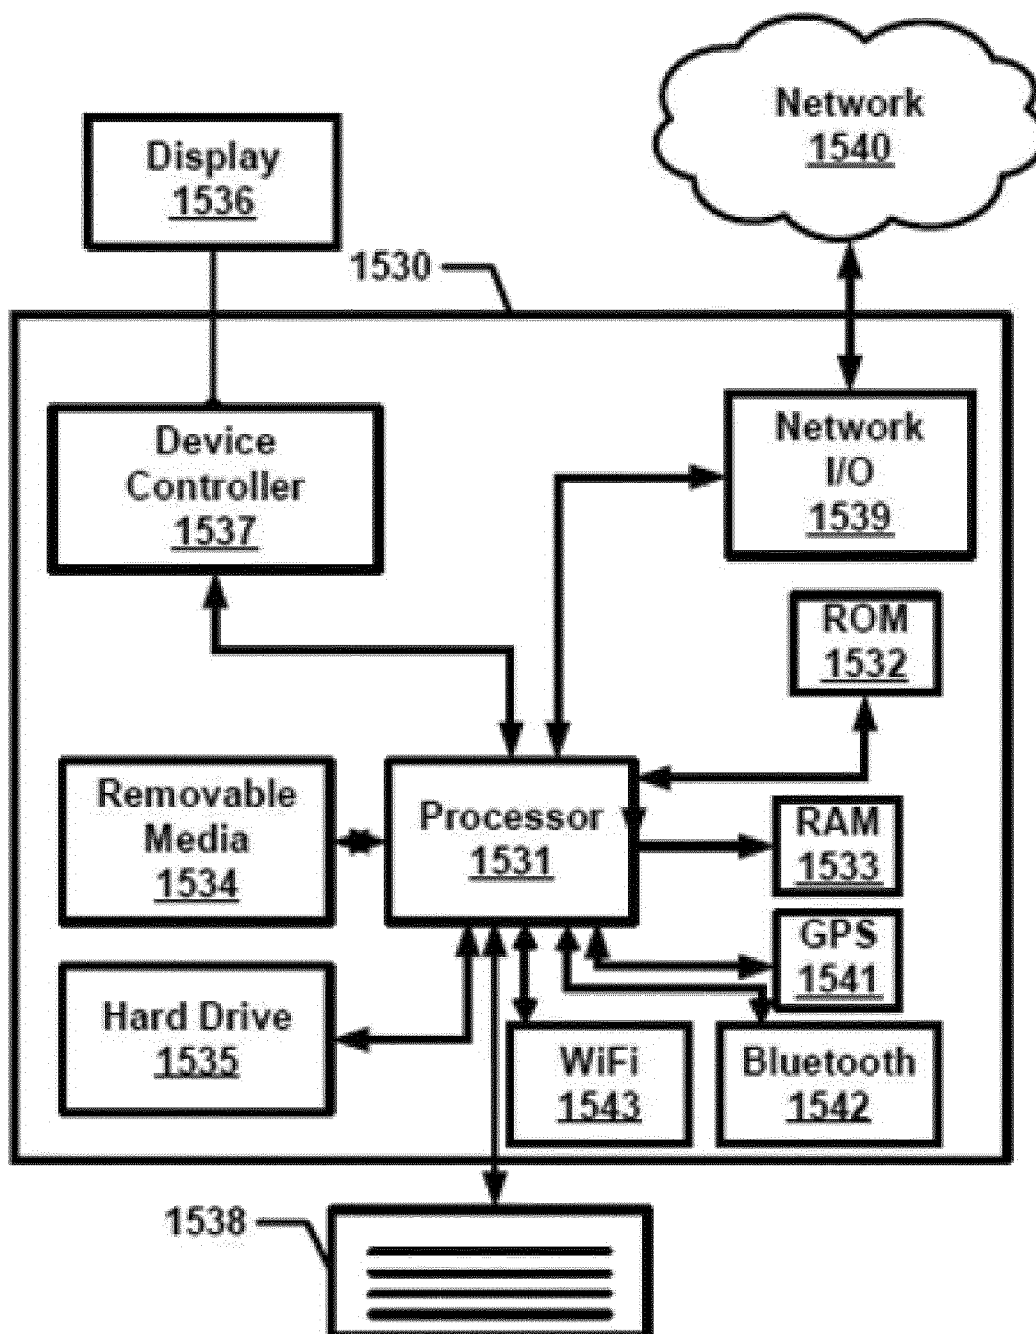 Network
1540
Display
1536
1530
Device
Controller
1537
Network
I/O
1539
ROM
1532
Removable
Media
1534
Processor
1531
RAM
1533
GPS
1541
Hard Drive
1535
WiFi
1543
Bluetooth
1542
1538